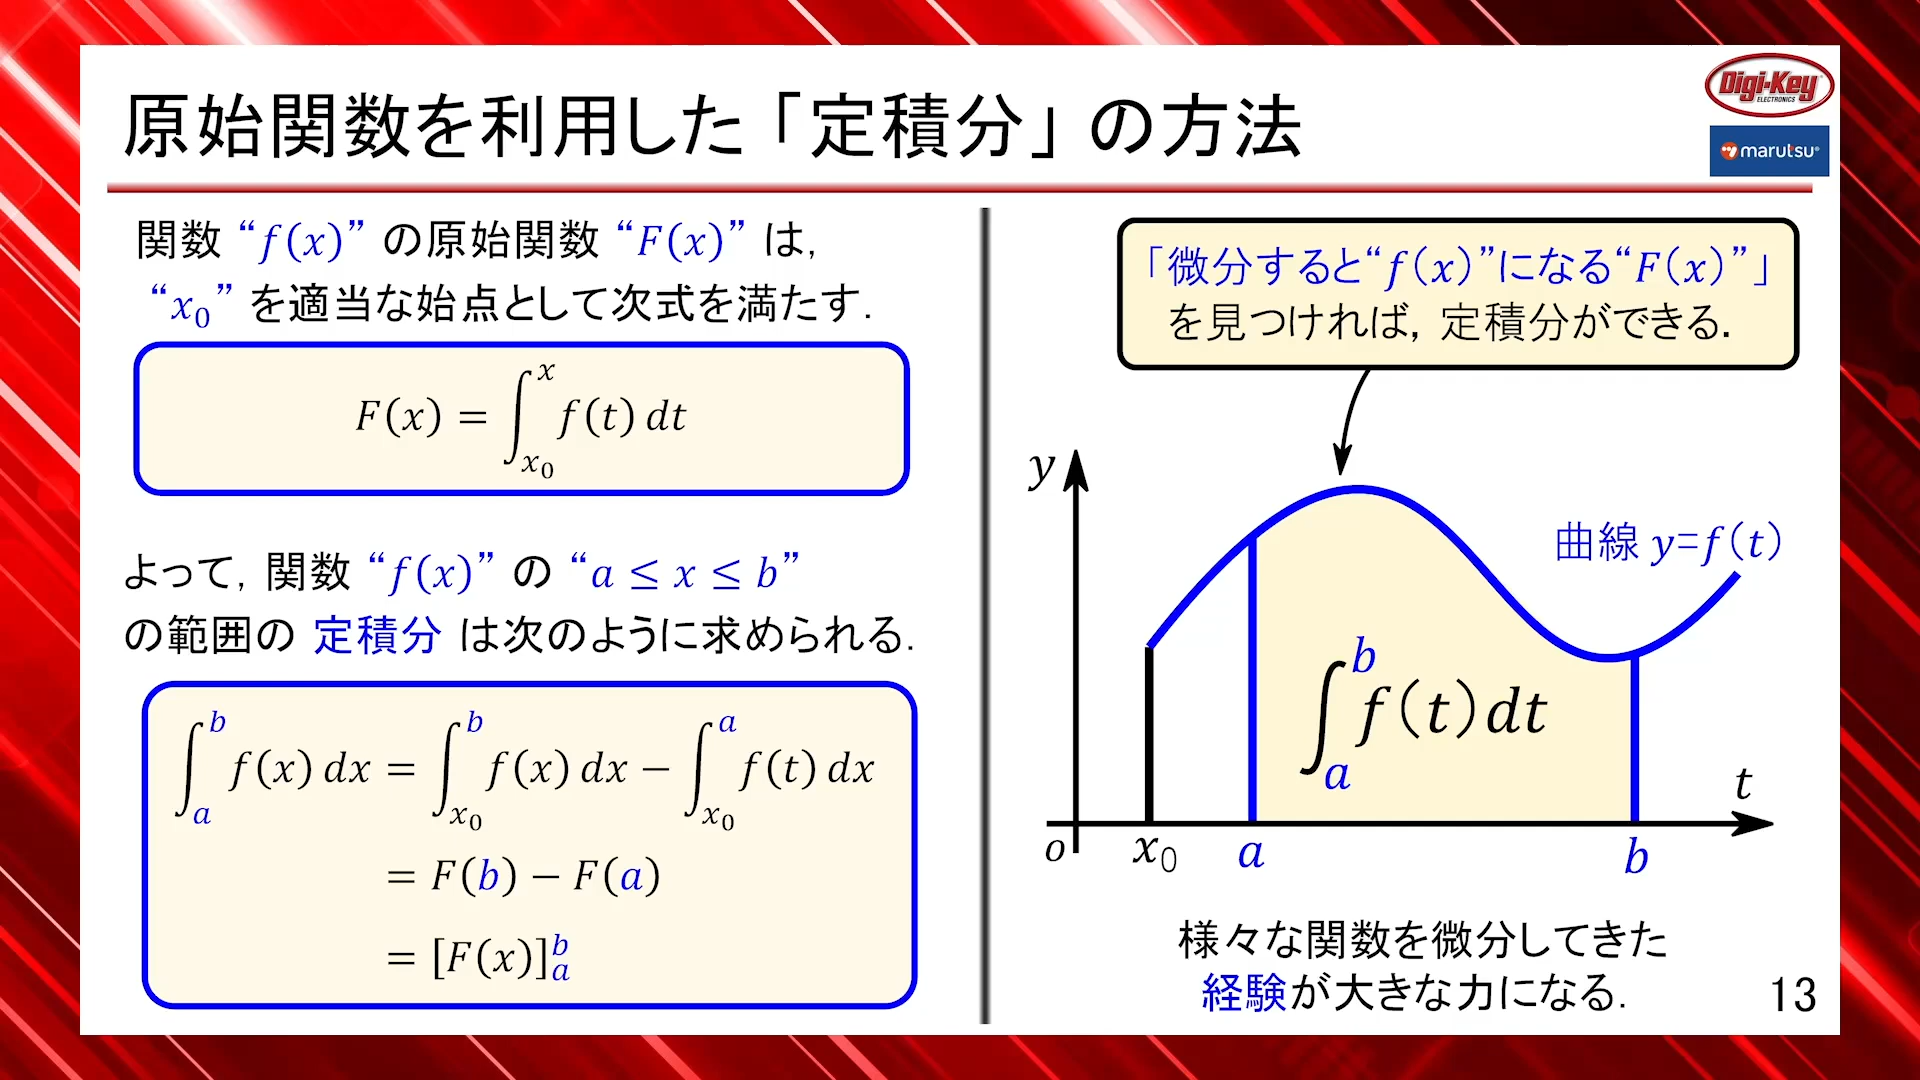 原始関数を利用した「定積分」の方法
Digi-Key
ELECTRONICS
marutsu
関数 “f(x)” の原始関数 “F(x)” は,
“x₀” を適当な始点として次式を満たす.
F(x) = ∫_{x₀}^{x} f(t) dt
よって, 関数 “f(x)” の “a ≤ x ≤ b”
の範囲の 定積分 は次のように求められる.
∫_{a}^{b} f(x) dx = ∫_{x₀}^{b} f(x) dx − ∫_{x₀}^{a} f(t) dx
= F(b) − F(a)
= [F(x)]_{a}^{b}
「微分すると“f(x)”になる“F(x)”」
を見つければ, 定積分ができる.
y
曲線 y=f(t)
∫_{a}^{b} f(t)dt
t
o
x₀
a
b
様々な関数を微分してきた
経験が大きな力になる.
13